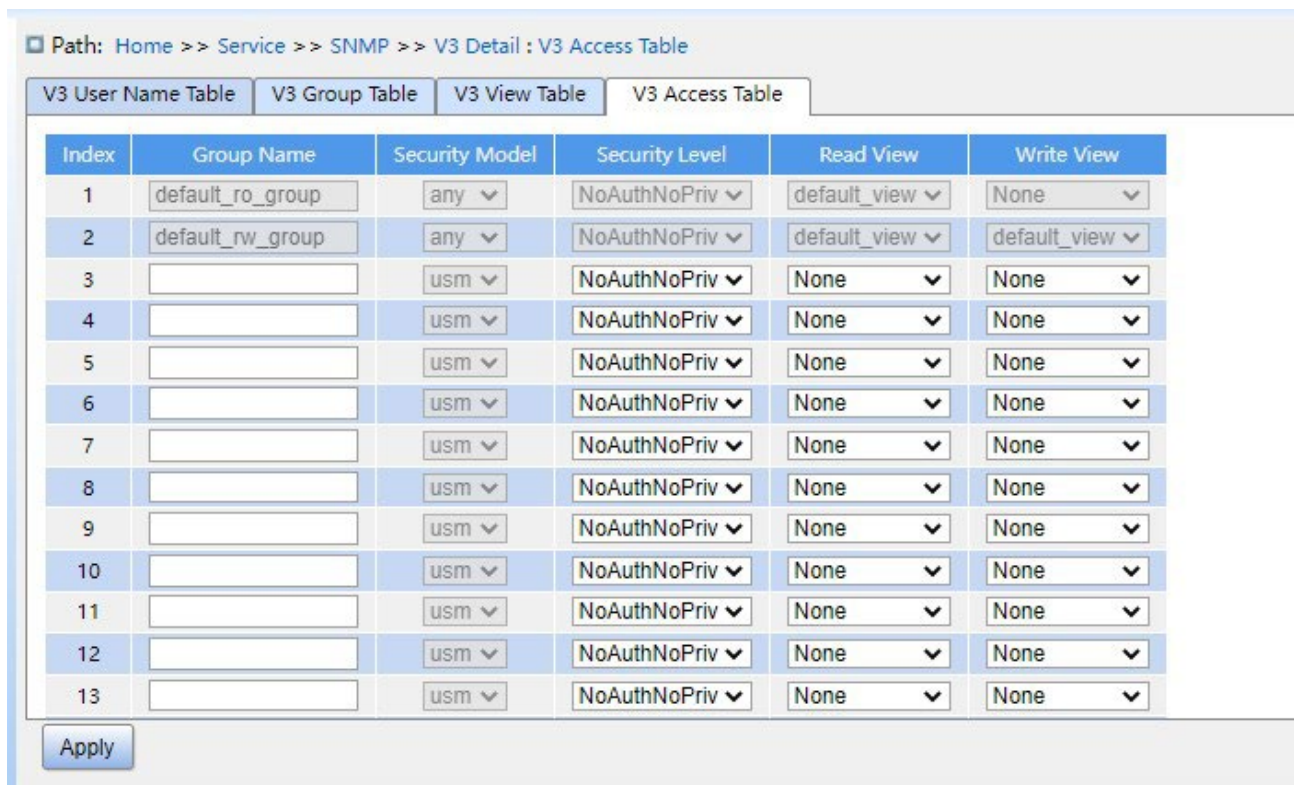 Path: Home >> Service >> SNMP >> V3 Detail : V3 Access Table
V3 User Name Table V3 Group Table V3 View Table V3 Access Table
Index Group Name Security Model Security Level Read View Write View
1 default_ro_group any NoAuthNoPriv default_view None
2 default_rw_group any NoAuthNoPriv default_view default_view
3 usm NoAuthNoPriv None None
4 usm NoAuthNoPriv None None
5 usm NoAuthNoPriv None None
6 usm NoAuthNoPriv None None
7 usm NoAuthNoPriv None None
8 usm NoAuthNoPriv None None
9 usm NoAuthNoPriv None None
10 usm NoAuthNoPriv None None
11 usm NoAuthNoPriv None None
12 usm NoAuthNoPriv None None
13 usm NoAuthNoPriv None None
Apply